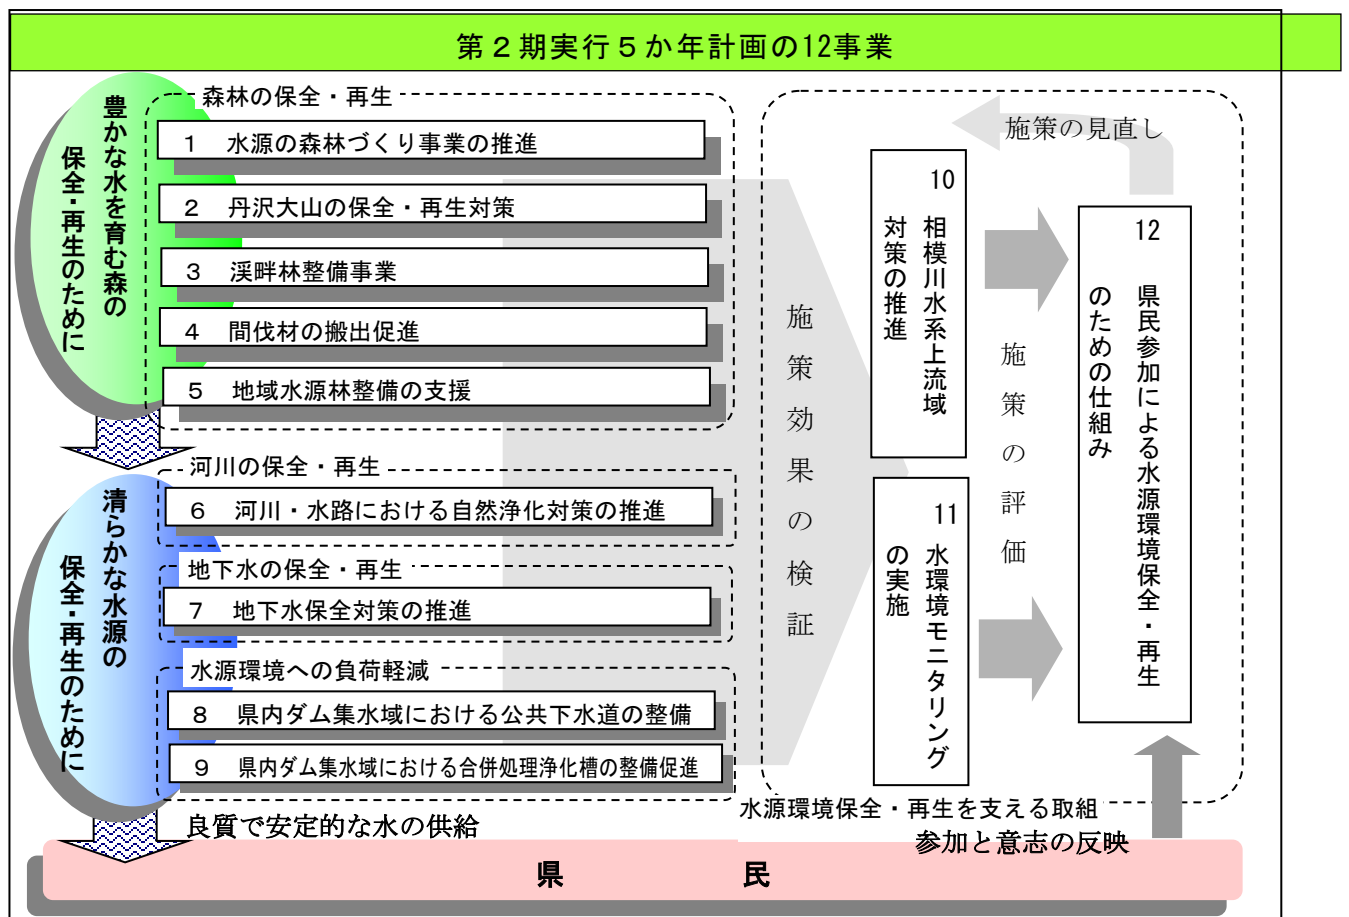 第２期実行５か年計画の12事業
豊かな水を育む森の
保全・再生のために
森林の保全・再生
１　水源の森林づくり事業の推進
２　丹沢大山の保全・再生対策
３　渓畔林整備事業
４　間伐材の搬出促進
５　地域水源林整備の支援
清らかな水源の
保全・再生のために
河川の保全・再生
６　河川・水路における自然浄化対策の推進
地下水の保全・再生
７　地下水保全対策の推進
水源環境への負荷軽減
８　県内ダム集水域における公共下水道の整備
９　県内ダム集水域における合併処理浄化槽の整備促進
施策効果の検証
10　相模川水系上流域
対策の推進
11　水環境モニタリング
の実施
施策の評価
施策の見直し
12　県民参加による水源環境保全・再生
のための仕組み
水源環境保全・再生を支える取組
良質で安定的な水の供給
参加と意志の反映
県　民